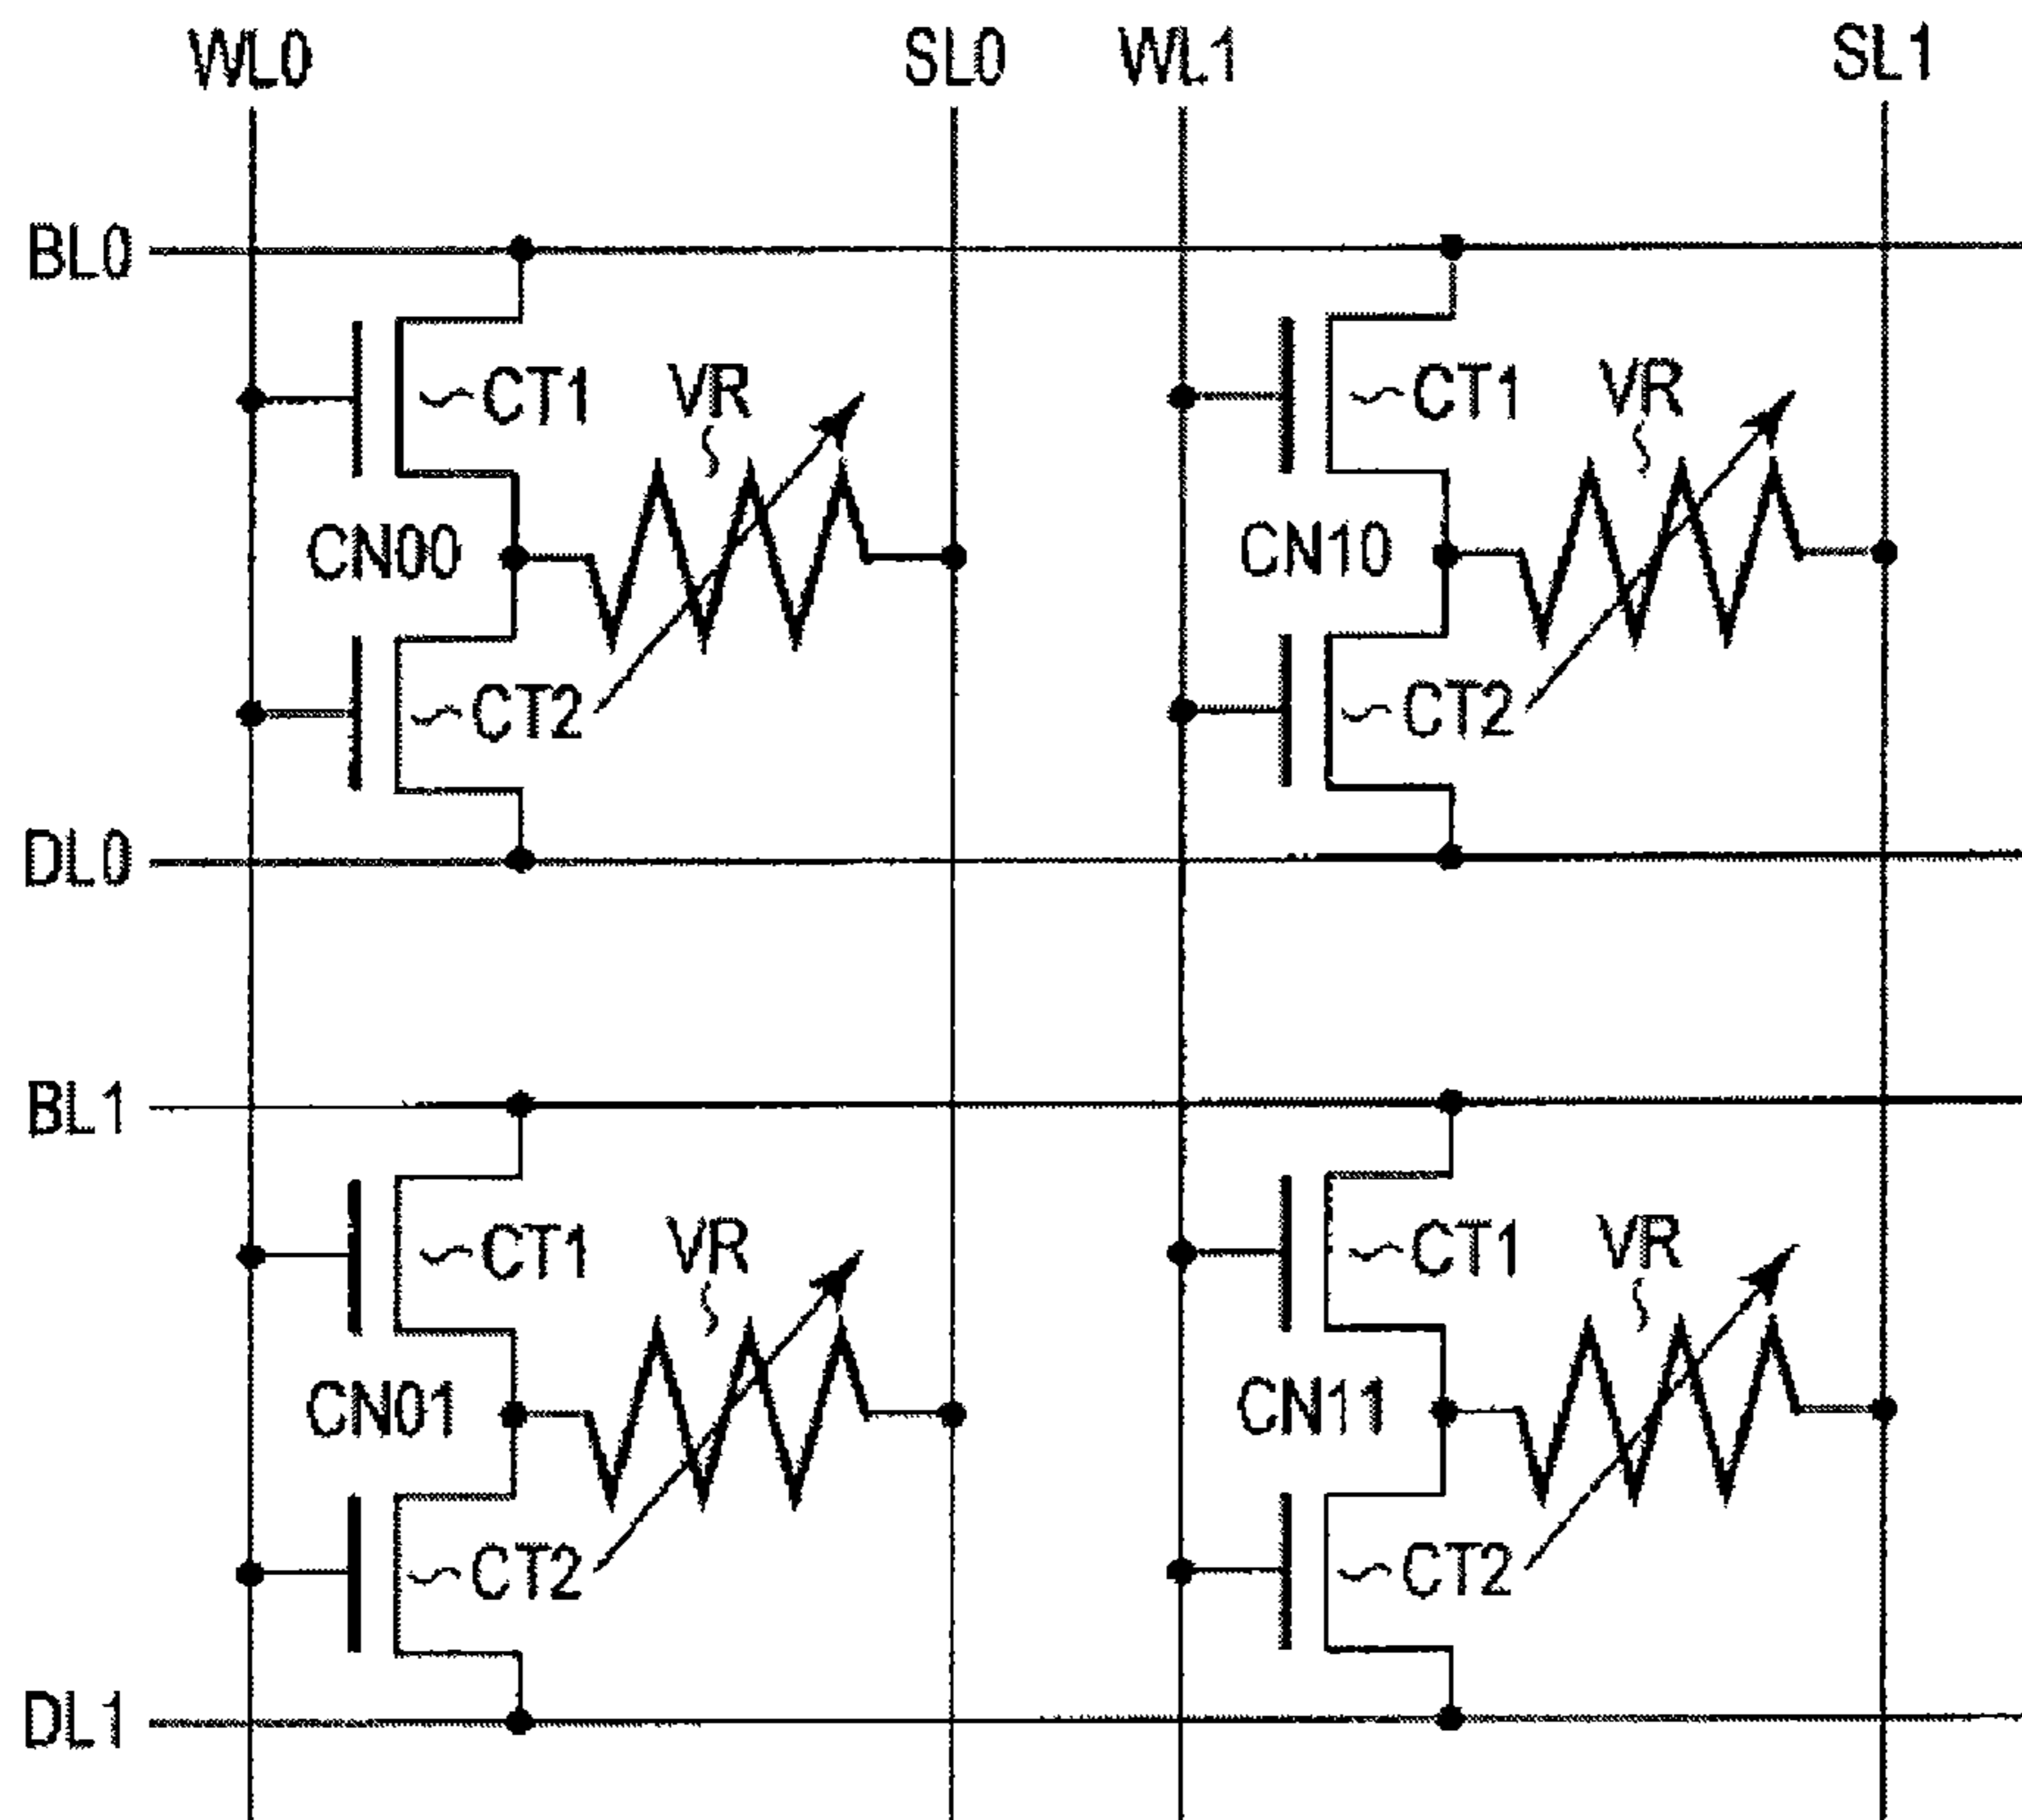 WL0 SL0 WL1 SL1
BL0
CT1 VR CT1 VR
CN00 CN10
CT2 CT2
DL0
BL1
CT1 VR CT1 VR
CN01 CN11
CT2 CT2
DL1